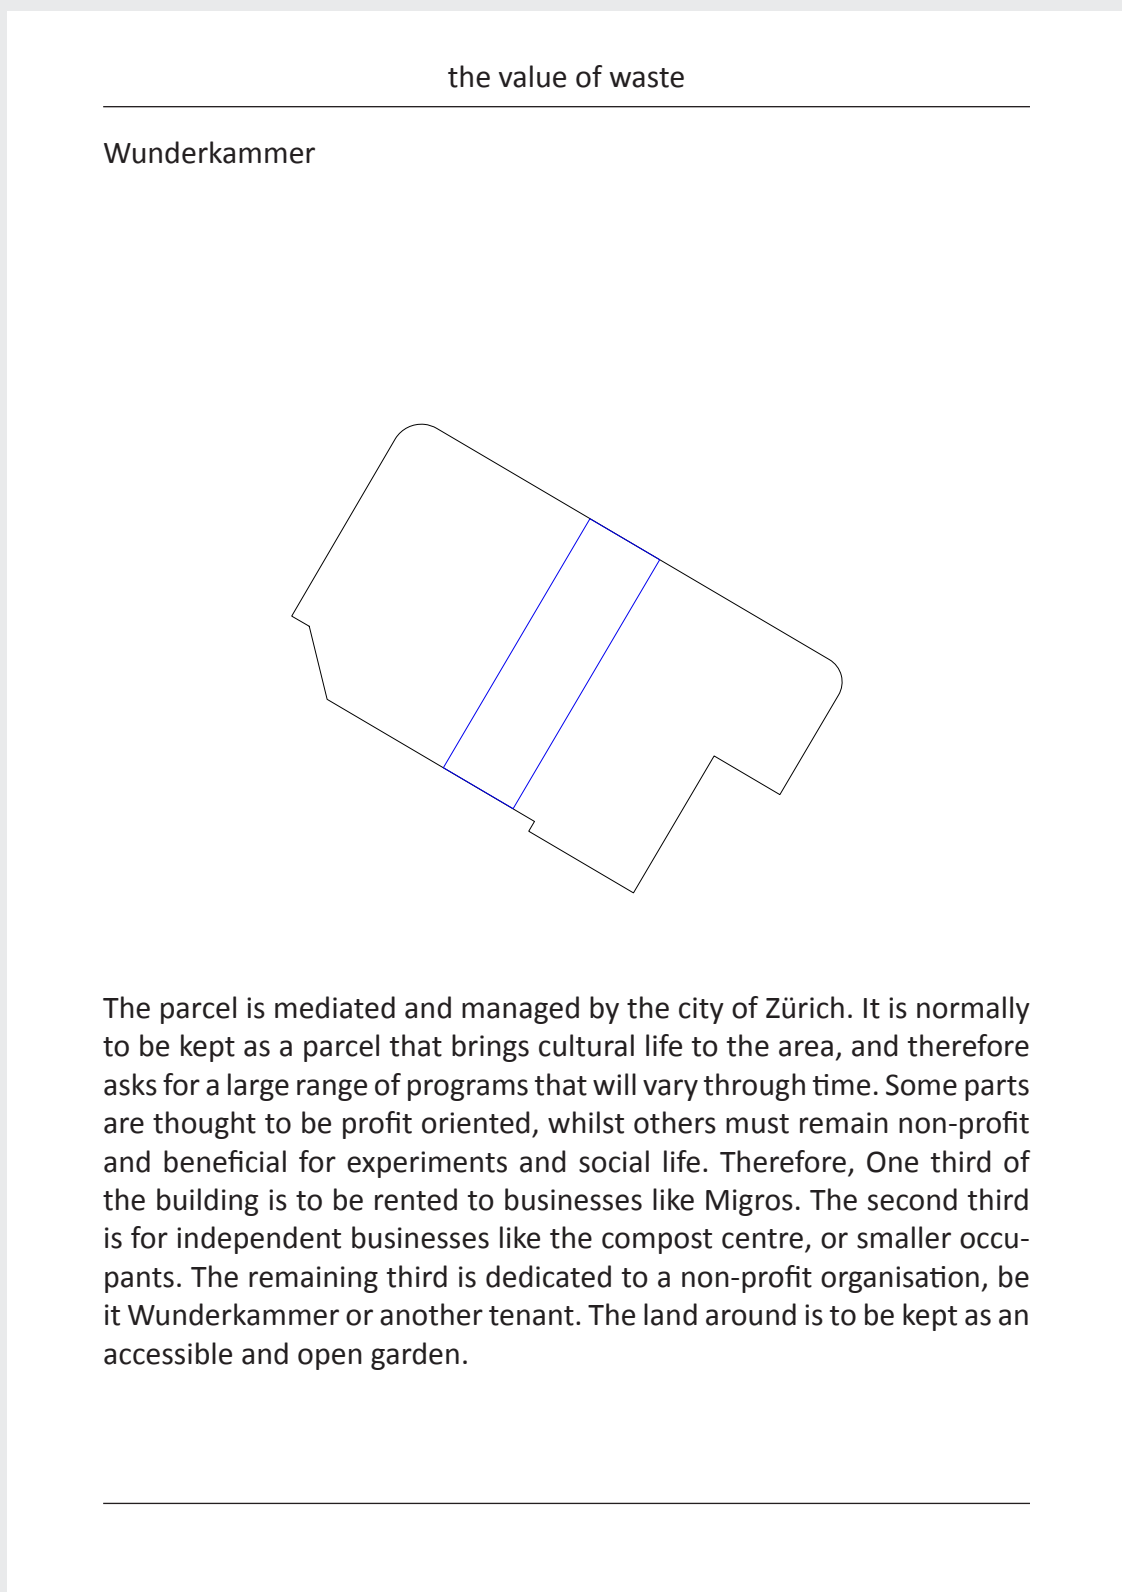 the value of waste
Wunderkammer
The parcel is mediated and managed by the city of Zürich. It is normally
to be kept as a parcel that brings cultural life to the area, and therefore
asks for a large range of programs that will vary through time. Some parts
are thought to be profit oriented, whilst others must remain non-profit
and beneficial for experiments and social life. Therefore, One third of
the building is to be rented to businesses like Migros. The second third
is for independent businesses like the compost centre, or smaller occu-
pants. The remaining third is dedicated to a non-profit organisation, be
it Wunderkammer or another tenant. The land around is to be kept as an
accessible and open garden.